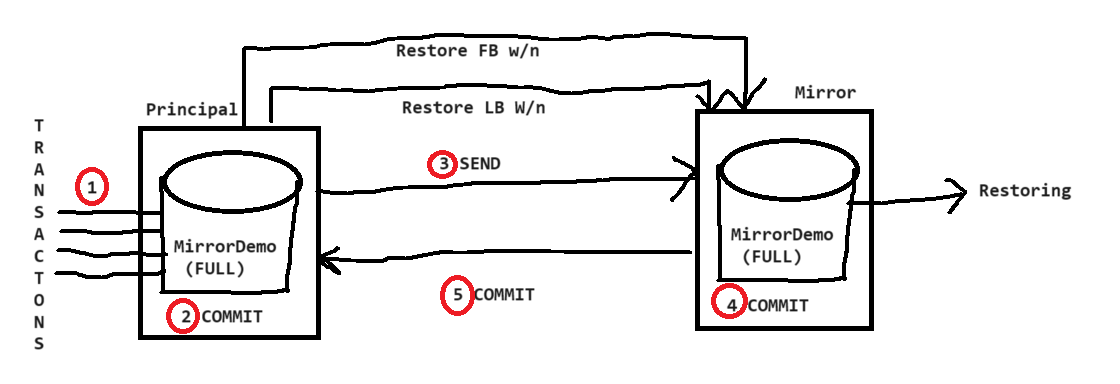 Restore FB w/n
Restore LB W/n
Principal
Mirror
TRANSACTONS
1
3 SEND
MirrorDemo
(FULL)
2 COMMIT
MirrorDemo
(FULL)
4 COMMIT
Restoring
5 COMMIT